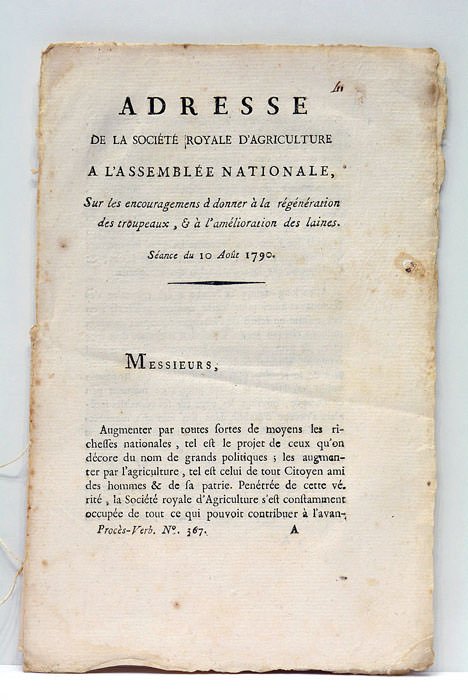 ADRESSE
DE LA SOCIÉTÉ ROYALE D'AGRICULTURE
A L'ASSEMBLÉE NATIONALE,
Sur les encouragemens à donner à la régénération
des troupeaux, & à l'amélioration des laines.
Séance du 10 Août 1790.
MESSIEURS,
Augmenter par toutes ſortes de moyens les ri-
cheſſes nationales, tel eſt le projet de ceux qu'on
décore du nom de grands politiques; les augmen-
ter par l'agriculture, tel eſt celui de tout Citoyen ami
des hommes & de ſa patrie. Pénétrée de cette vé-
rité, la Société royale d'Agriculture s'eſt conſtamment
occupée de tout ce qui pouvoit contribuer à l'avan-
Procès-Verb. Nº. 367. A